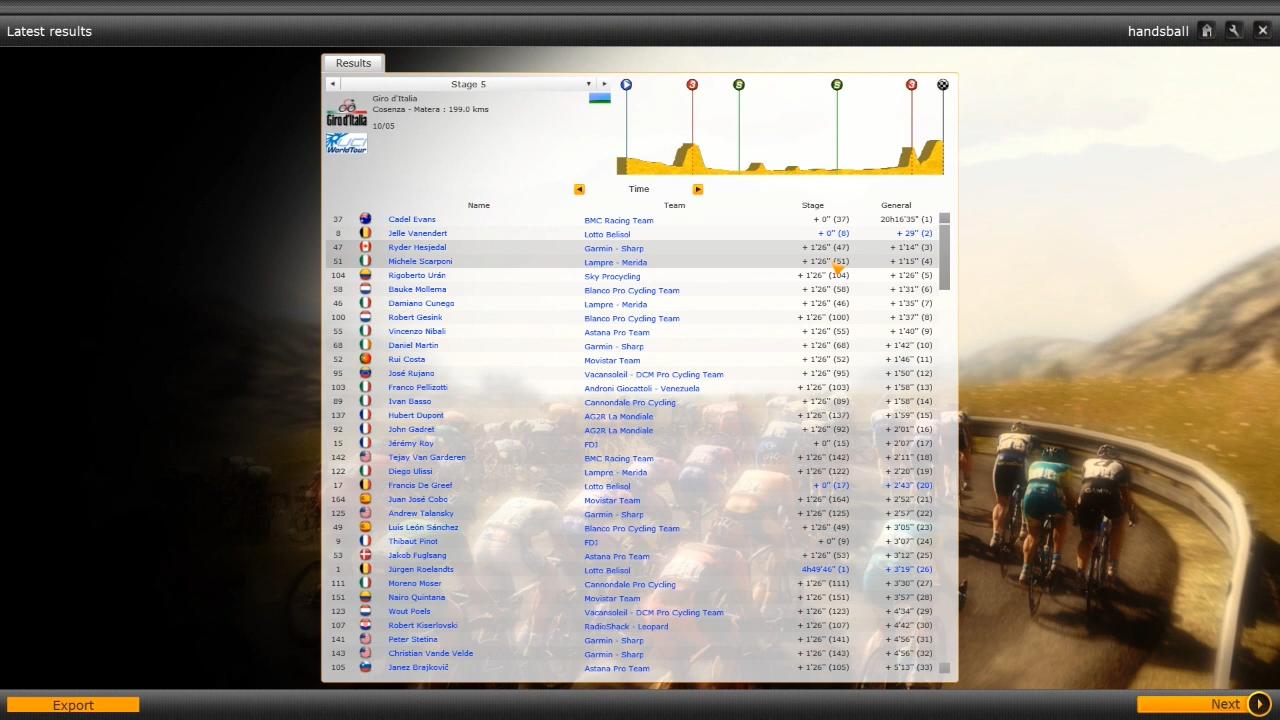 Latest results
handsball
Results
Stage 5
Giro d'Italia
Cosenza - Matera : 199.0 kms
10/05
Giro d'Italia
UCI
WorldTour
3 S S 3
Time
Name Team Stage General
37 Cadel Evans BMC Racing Team + 0'' (37) 20h16'35'' (1)
8 Jelle Vanendert Lotto Belisol + 0'' (8) + 29'' (2)
47 Ryder Hesjedal Garmin - Sharp + 1'26'' (47) + 1'14'' (3)
51 Michele Scarponi Lampre - Merida + 1'26'' (51) + 1'15'' (4)
104 Rigoberto Urán Sky Procycling + 1'26'' (104) + 1'26'' (5)
58 Bauke Mollema Blanco Pro Cycling Team + 1'26'' (58) + 1'31'' (6)
46 Damiano Cunego Lampre - Merida + 1'26'' (46) + 1'35'' (7)
100 Robert Gesink Blanco Pro Cycling Team + 1'26'' (100) + 1'37'' (8)
55 Vincenzo Nibali Astana Pro Team + 1'26'' (55) + 1'40'' (9)
68 Daniel Martin Garmin - Sharp + 1'26'' (68) + 1'42'' (10)
52 Rui Costa Movistar Team + 1'26'' (52) + 1'46'' (11)
95 José Rujano Vacansoleil - DCM Pro Cycling Team + 1'26'' (95) + 1'50'' (12)
103 Franco Pellizotti Androni Giocattoli - Venezuela + 1'26'' (103) + 1'58'' (13)
89 Ivan Basso Cannondale Pro Cycling + 1'26'' (89) + 1'58'' (14)
137 Hubert Dupont AG2R La Mondiale + 1'26'' (137) + 1'59'' (15)
92 John Gadret AG2R La Mondiale + 1'26'' (92) + 2'01'' (16)
15 Jérémy Roy FDJ + 0'' (15) + 2'07'' (17)
142 Tejay Van Garderen BMC Racing Team + 1'26'' (142) + 2'11'' (18)
122 Diego Ulissi Lampre - Merida + 1'26'' (122) + 2'20'' (19)
17 Francis De Greef Lotto Belisol + 0'' (17) + 2'43'' (20)
164 Juan José Cobo Movistar Team + 1'26'' (164) + 2'52'' (21)
125 Andrew Talansky Garmin - Sharp + 1'26'' (125) + 2'57'' (22)
49 Luis León Sánchez Blanco Pro Cycling Team + 1'26'' (49) + 3'05'' (23)
9 Thibaut Pinot FDJ + 0'' (9) + 3'07'' (24)
53 Jakob Fuglsang Astana Pro Team + 1'26'' (53) + 3'12'' (25)
1 Jürgen Roelandts Lotto Belisol 4h49'46'' (1) + 3'19'' (26)
111 Moreno Moser Cannondale Pro Cycling + 1'26'' (111) + 3'30'' (27)
151 Nairo Quintana Movistar Team + 1'26'' (151) + 3'57'' (28)
123 Wout Poels Vacansoleil - DCM Pro Cycling Team + 1'26'' (123) + 4'34'' (29)
107 Robert Kiserlovski RadioShack - Leopard + 1'26'' (107) + 4'42'' (30)
141 Peter Stetina Garmin - Sharp + 1'26'' (141) + 4'56'' (31)
143 Christian Vande Velde Garmin - Sharp + 1'26'' (143) + 4'56'' (32)
105 Janez Brajkovič Astana Pro Team + 1'26'' (105) + 5'13'' (33)
Export
Next